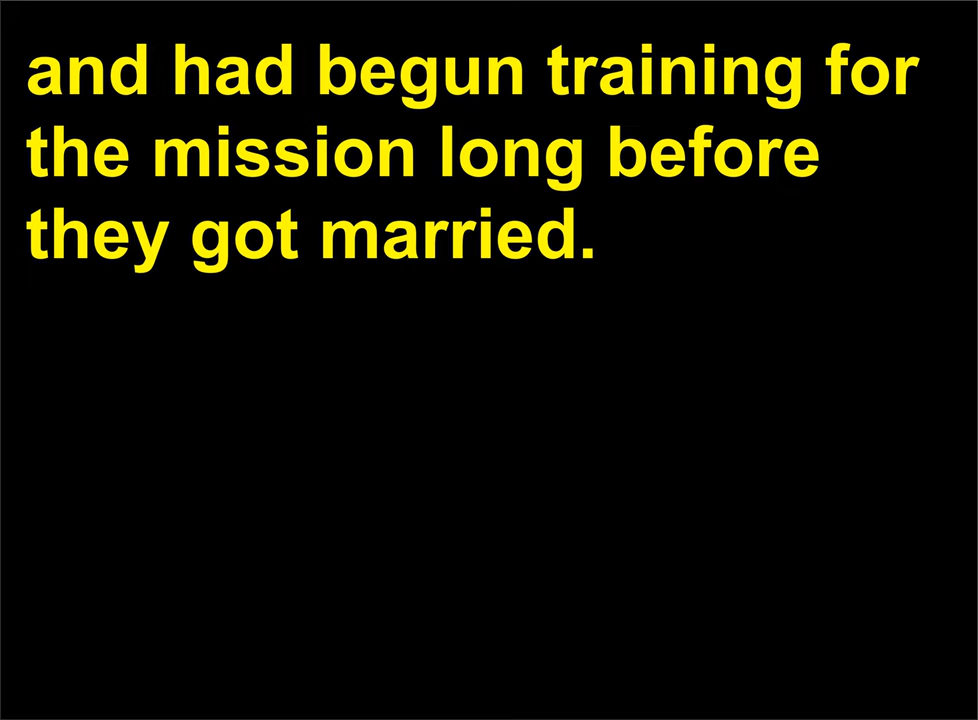 and had begun training for
the mission long before
they got married.